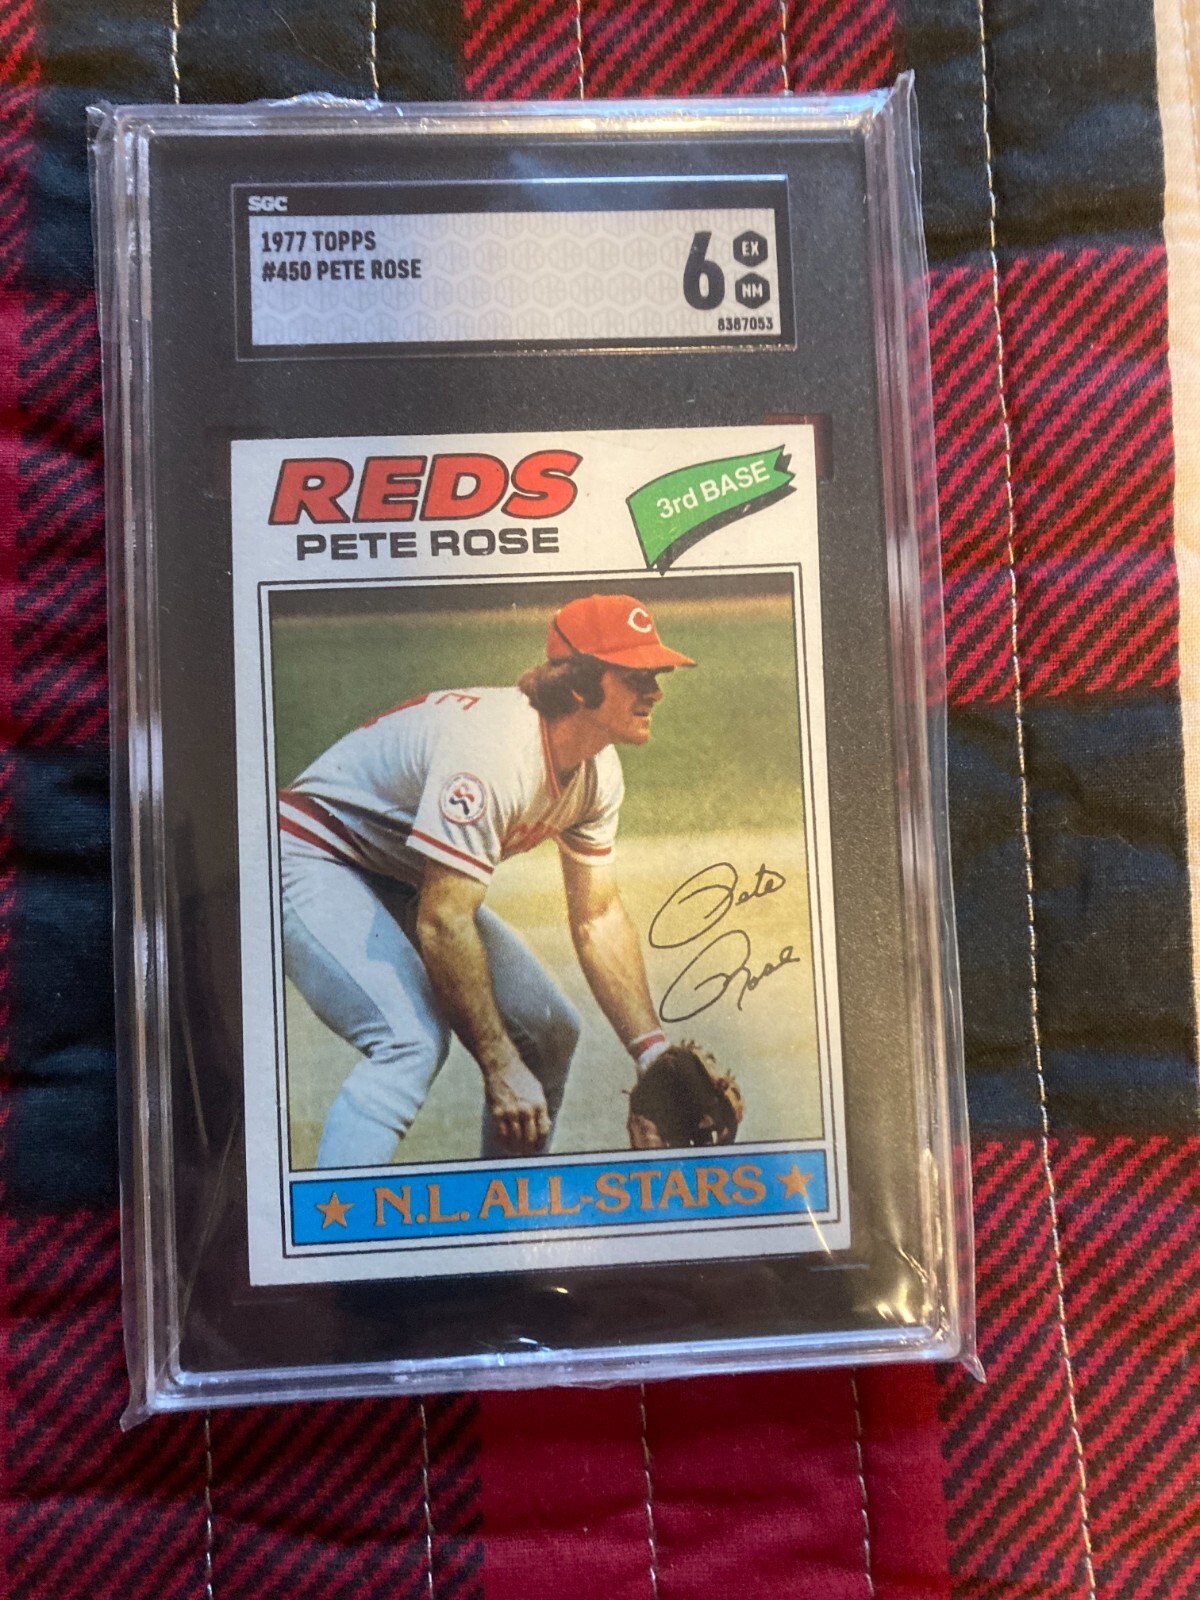 SGC
1977 TOPPS
#450 PETE ROSE
6
EX
NM
8387053
REDS
PETE ROSE
3rd BASE
C
E
Pete
Rose
★ N.L. ALL-STARS ★